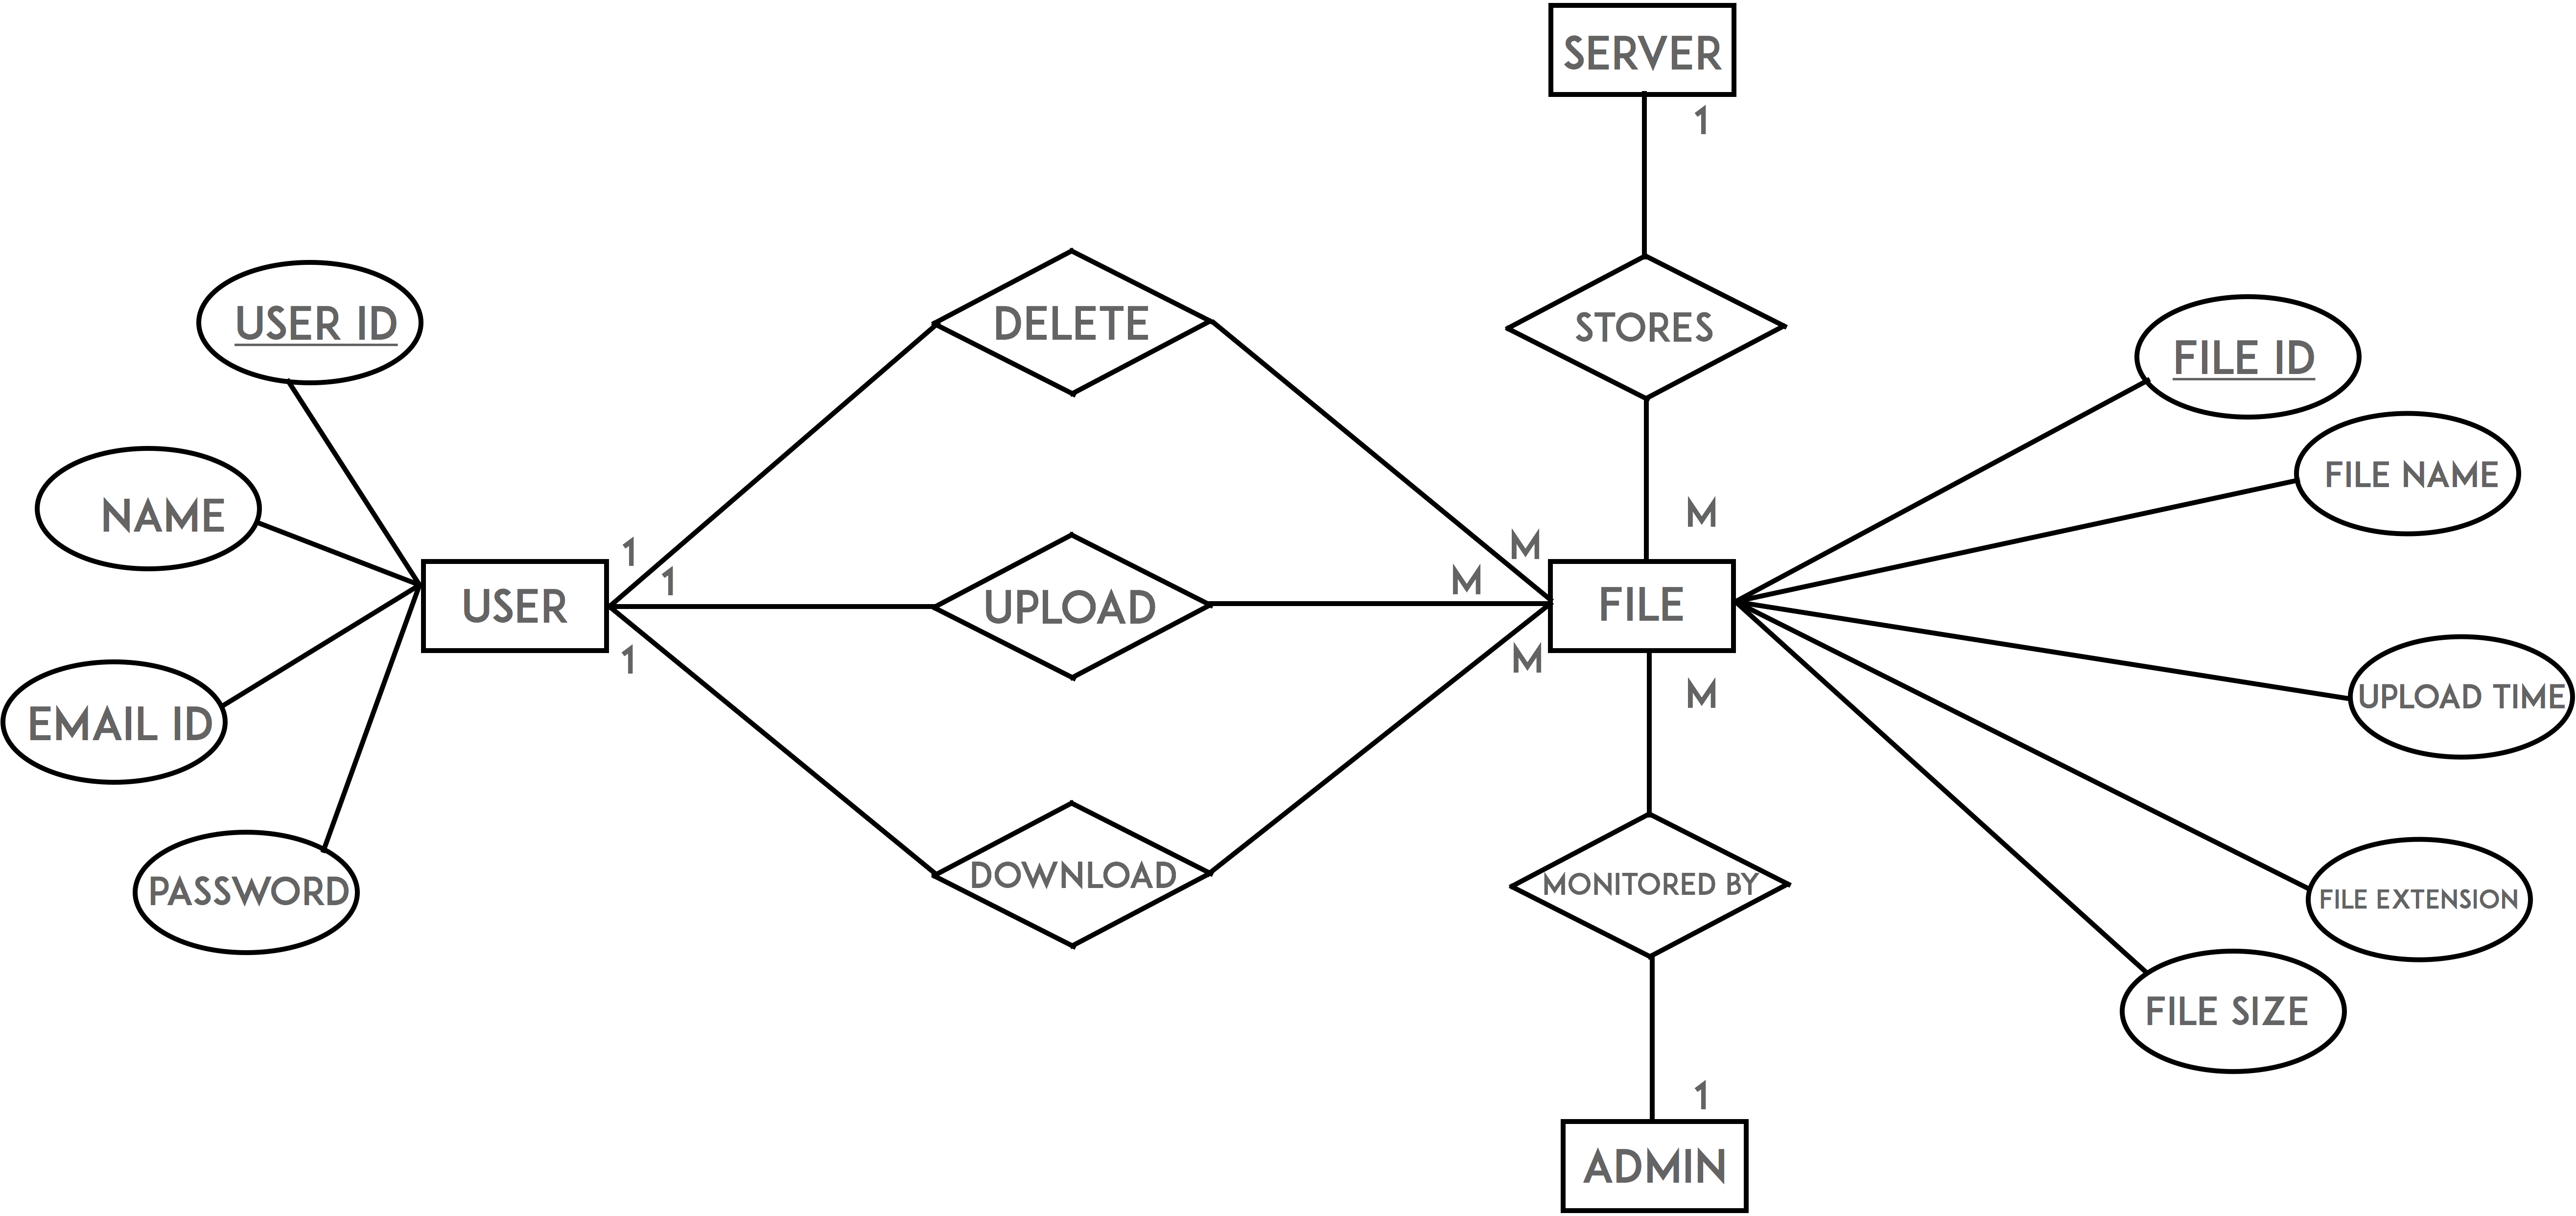 SERVER
1
STORES
DELETE
USER ID
FILE ID
FILE NAME
NAME
M
1
M
1
M
USER
UPLOAD
FILE
1
M
M
EMAIL ID
UPLOAD TIME
PASSWORD
DOWNLOAD
MONITORED BY
FILE EXTENSION
FILE SIZE
1
ADMIN